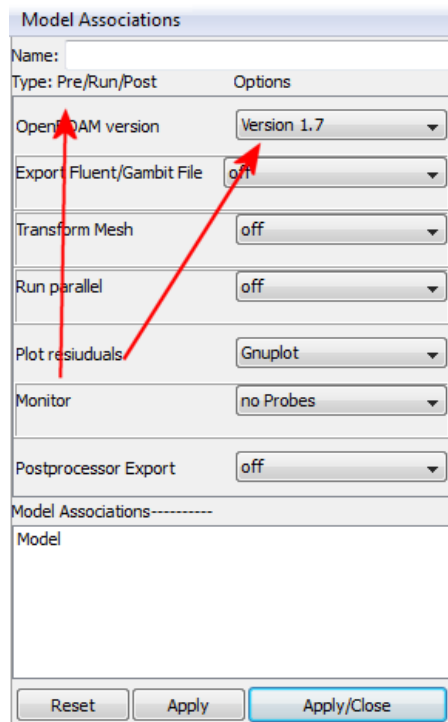 Model Associations
Name:
Type: Pre/Run/Post Options
OpenFOAM version Version 1.7
Export Fluent/Gambit File off
Transform Mesh off
Run parallel off
Plot resiuduals Gnuplot
Monitor no Probes
Postprocessor Export off
Model Associations----------
Model
Reset Apply Apply/Close